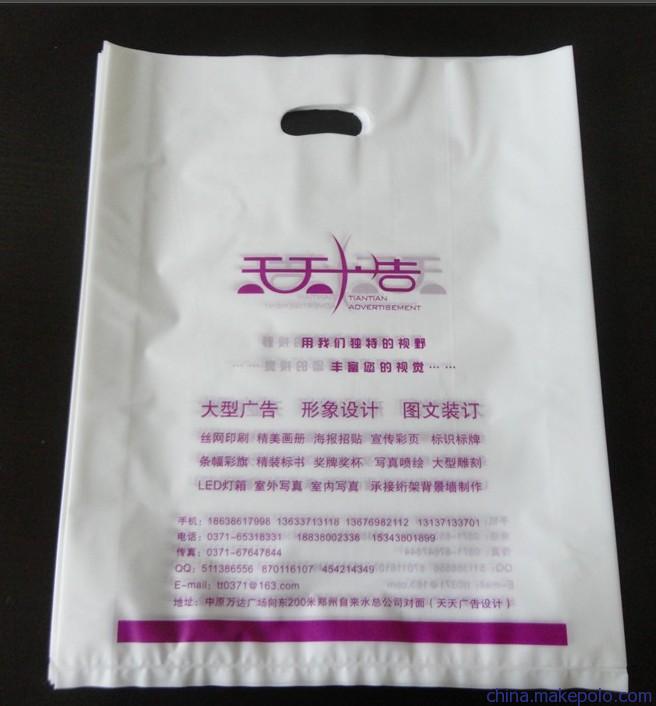 天天广告
TIANTIAN
ADVERTISEMENT
用我们独特的视野
丰富您的视觉……
大型广告 形象设计 图文装订
丝网印刷 精美画册 海报招贴 宣传彩页 标识标牌
条幅彩旗 精装标书 奖牌奖杯 写真喷绘 大型雕刻
LED灯箱 室外写真 室内写真 承接绗架背景墙制作
手机：18638617998 13633713118 13676982112 13137133701
电话：0371-65318331 18838002336 15343801899
传真：0371-67647844
QQ：511386556 870116107 454214349
E-mail：tt0371@163.com
地址：中原万达广场向东200米郑州自来水总公司对面（天天广告设计）
china.makepolo.com